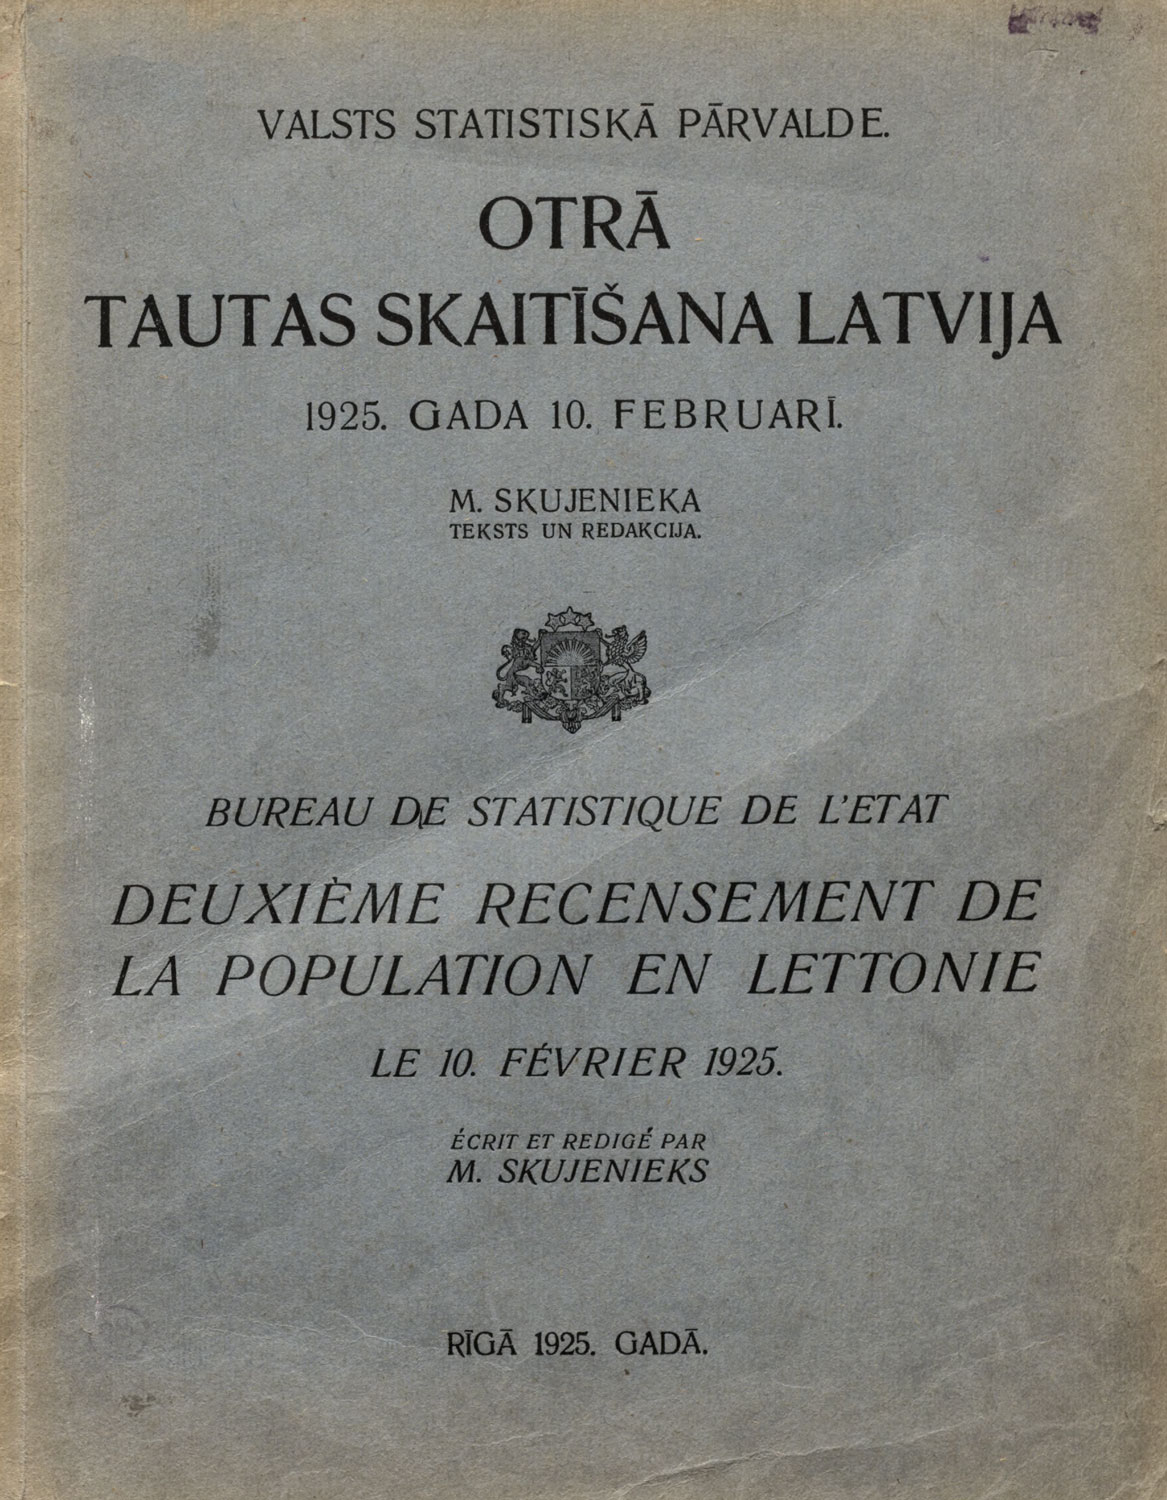 VALSTS STATISTISKĀ PĀRVALDE.
OTRĀ
TAUTAS SKAITĪŠANA LATVIJA
1925. GADA 10. FEBRUARĪ.
M. SKUJENIEKA
TEKSTS UN REDAKCIJA.
BUREAU DE STATISTIQUE DE L'ETAT
DEUXIÈME RECENSEMENT DE
LA POPULATION EN LETTONIE
LE 10. FÉVRIER 1925.
ÉCRIT ET REDIGÉ PAR
M. SKUJENIEKS
RĪGĀ 1925. GADĀ.